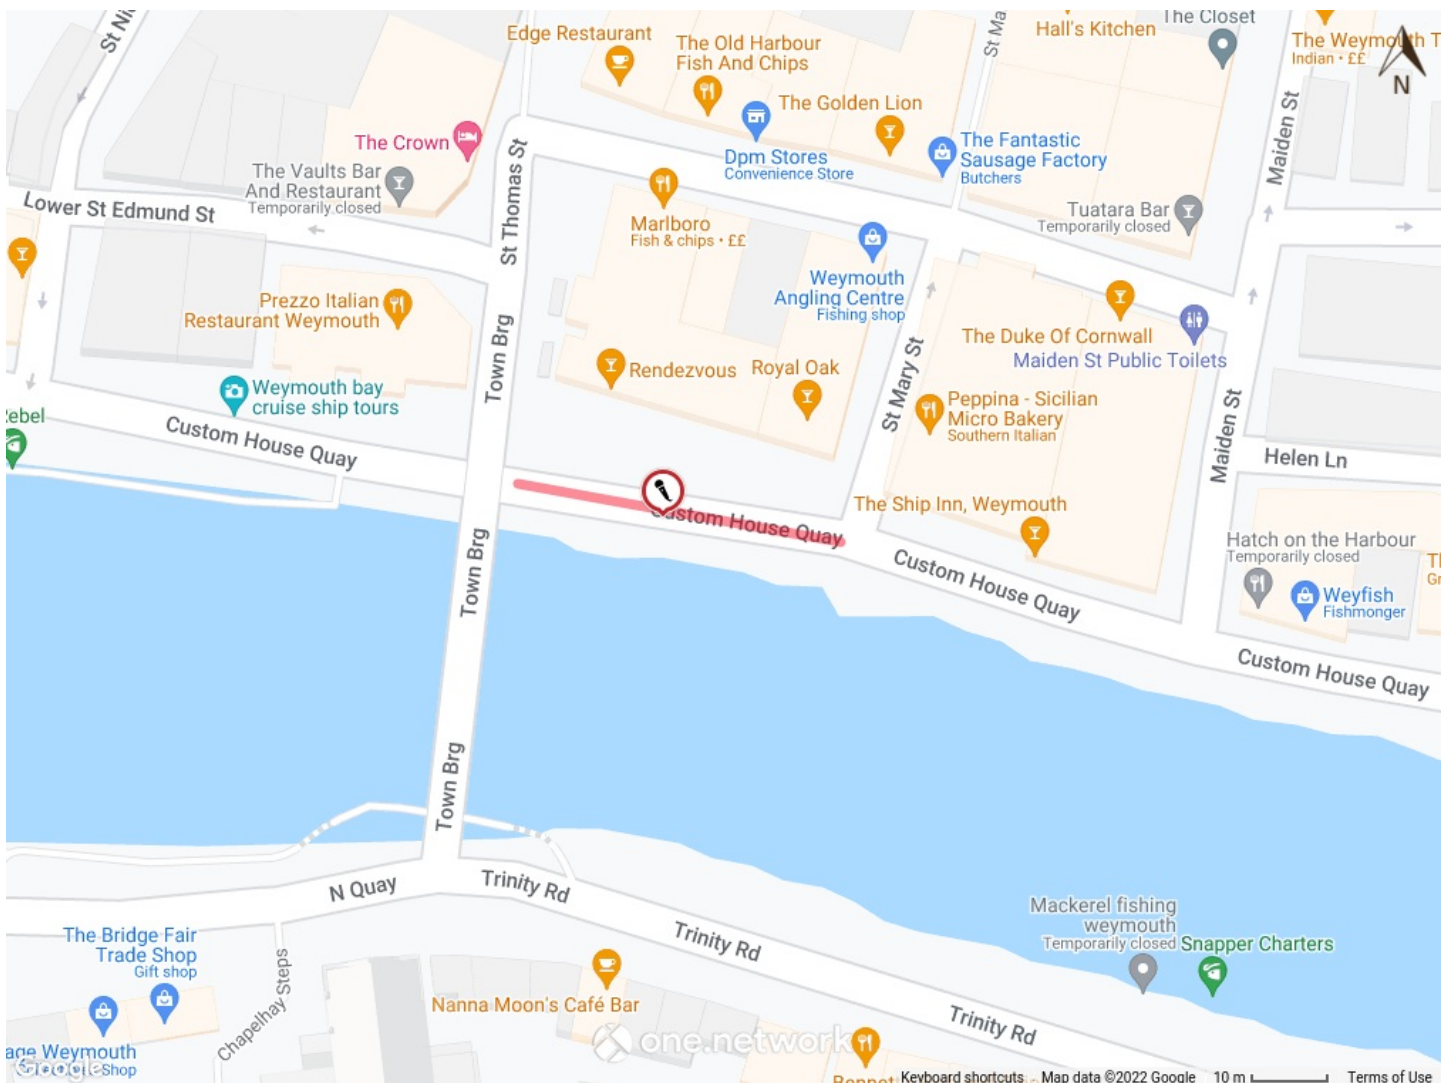 St Ni
Edge Restaurant
The Old Harbour
Fish And Chips
St Ma
Hall's Kitchen
The Closet
The Weymouth T
Indian • ££
N
The Golden Lion
The Crown
Dpm Stores
Convenience Store
The Fantastic
Sausage Factory
Butchers
Maiden St
The Vaults Bar
And Restaurant
Temporarily closed
St Thomas St
Lower St Edmund St
Marlboro
Fish & chips • ££
Tuatara Bar
Temporarily closed
Weymouth
Angling Centre
Fishing shop
Prezzo Italian
Restaurant Weymouth
Town Brg
The Duke Of Cornwall
Maiden St Public Toilets
Rendezvous
Royal Oak
St Mary St
Weymouth bay
cruise ship tours
Peppina - Sicilian
Micro Bakery
Southern Italian
Maiden St
ebel
Custom House Quay
Helen Ln
The Ship Inn, Weymouth
Custom House Quay
Hatch on the Harbour
Temporarily closed
Town Brg
Custom House Quay
Weyfish
Fishmonger
Custom House Quay
Town Brg
N Quay
Trinity Rd
Trinity Rd
Mackerel fishing
weymouth
Temporarily closed
Snapper Charters
The Bridge Fair
Trade Shop
Gift shop
Chapelhay Steps
Nanna Moon's Café Bar
Trinity Rd
one.network
age Weymouth
Shop
Google
Bennet
Keyboard shortcuts
Map data ©2022 Google
10 m
Terms of Use